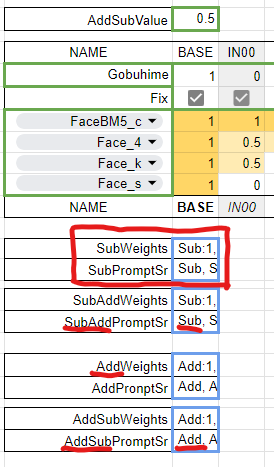 AddSubValue 0.5
NAME BASE IN00
Gobuhime 1 0
Fix
FaceBM5_c 1 1
Face_4 1 0.5
Face_k 1 0.5
Face_s 1 0
NAME BASE IN00
SubWeights Sub:1,
SubPromptSr Sub, S
SubAddWeights Sub:1,
SubAddPromptSr Sub, S
AddWeights Add:1,
AddPronptSr Add, A
AddSubWeights Add:1,
AddSubPromptSr Add, A